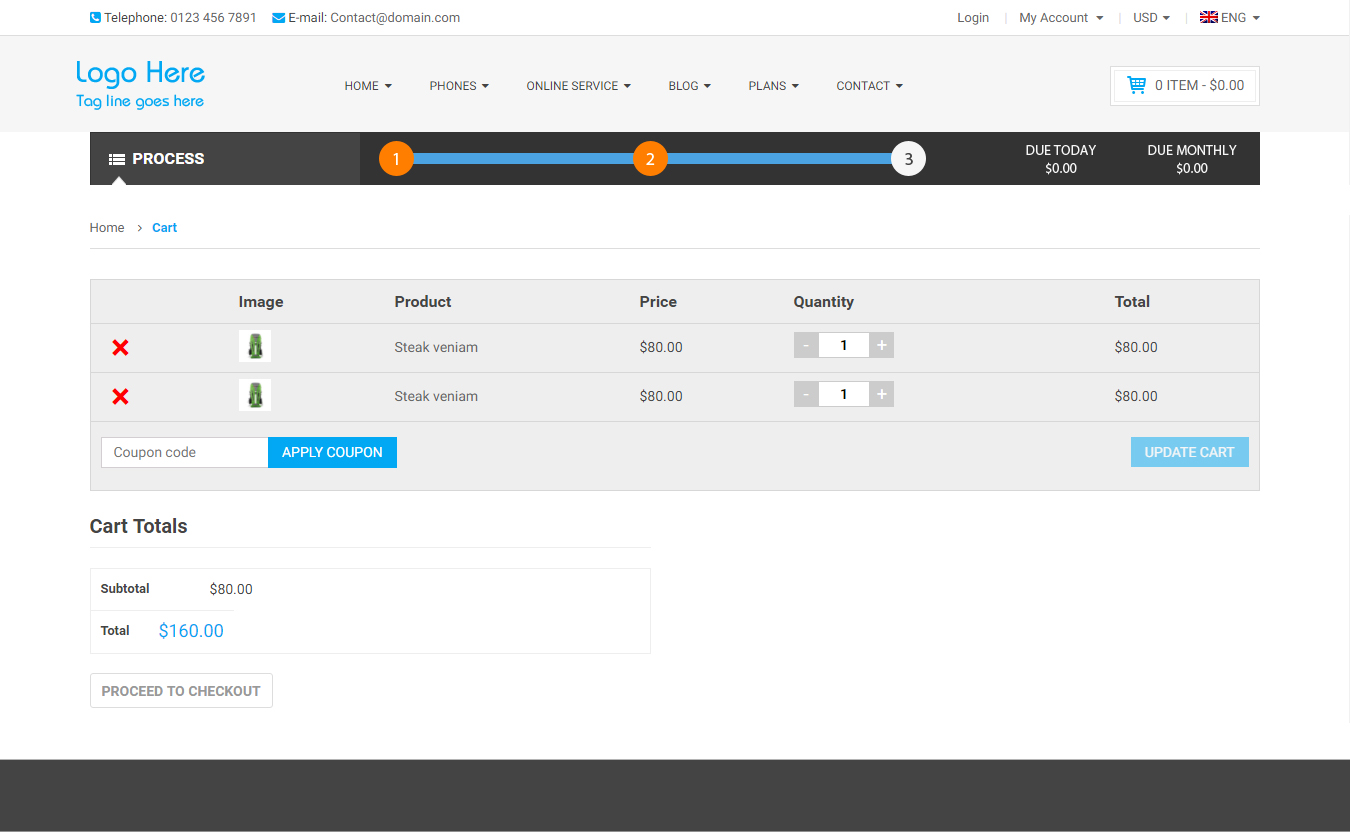 Telephone: 0123 456 7891 E-mail: Contact@domain.com Login My Account USD ENG
Logo Here
Tag line goes here
HOME PHONES ONLINE SERVICE BLOG PLANS CONTACT 0 ITEM - $0.00
PROCESS 1 2 3
DUE TODAY DUE MONTHLY
$0.00 $0.00
Home › Cart
Image Product Price Quantity Total
Steak veniam $80.00 - 1 + $80.00
Steak veniam $80.00 - 1 + $80.00
Coupon code APPLY COUPON UPDATE CART
Cart Totals
Subtotal $80.00
Total $160.00
PROCEED TO CHECKOUT